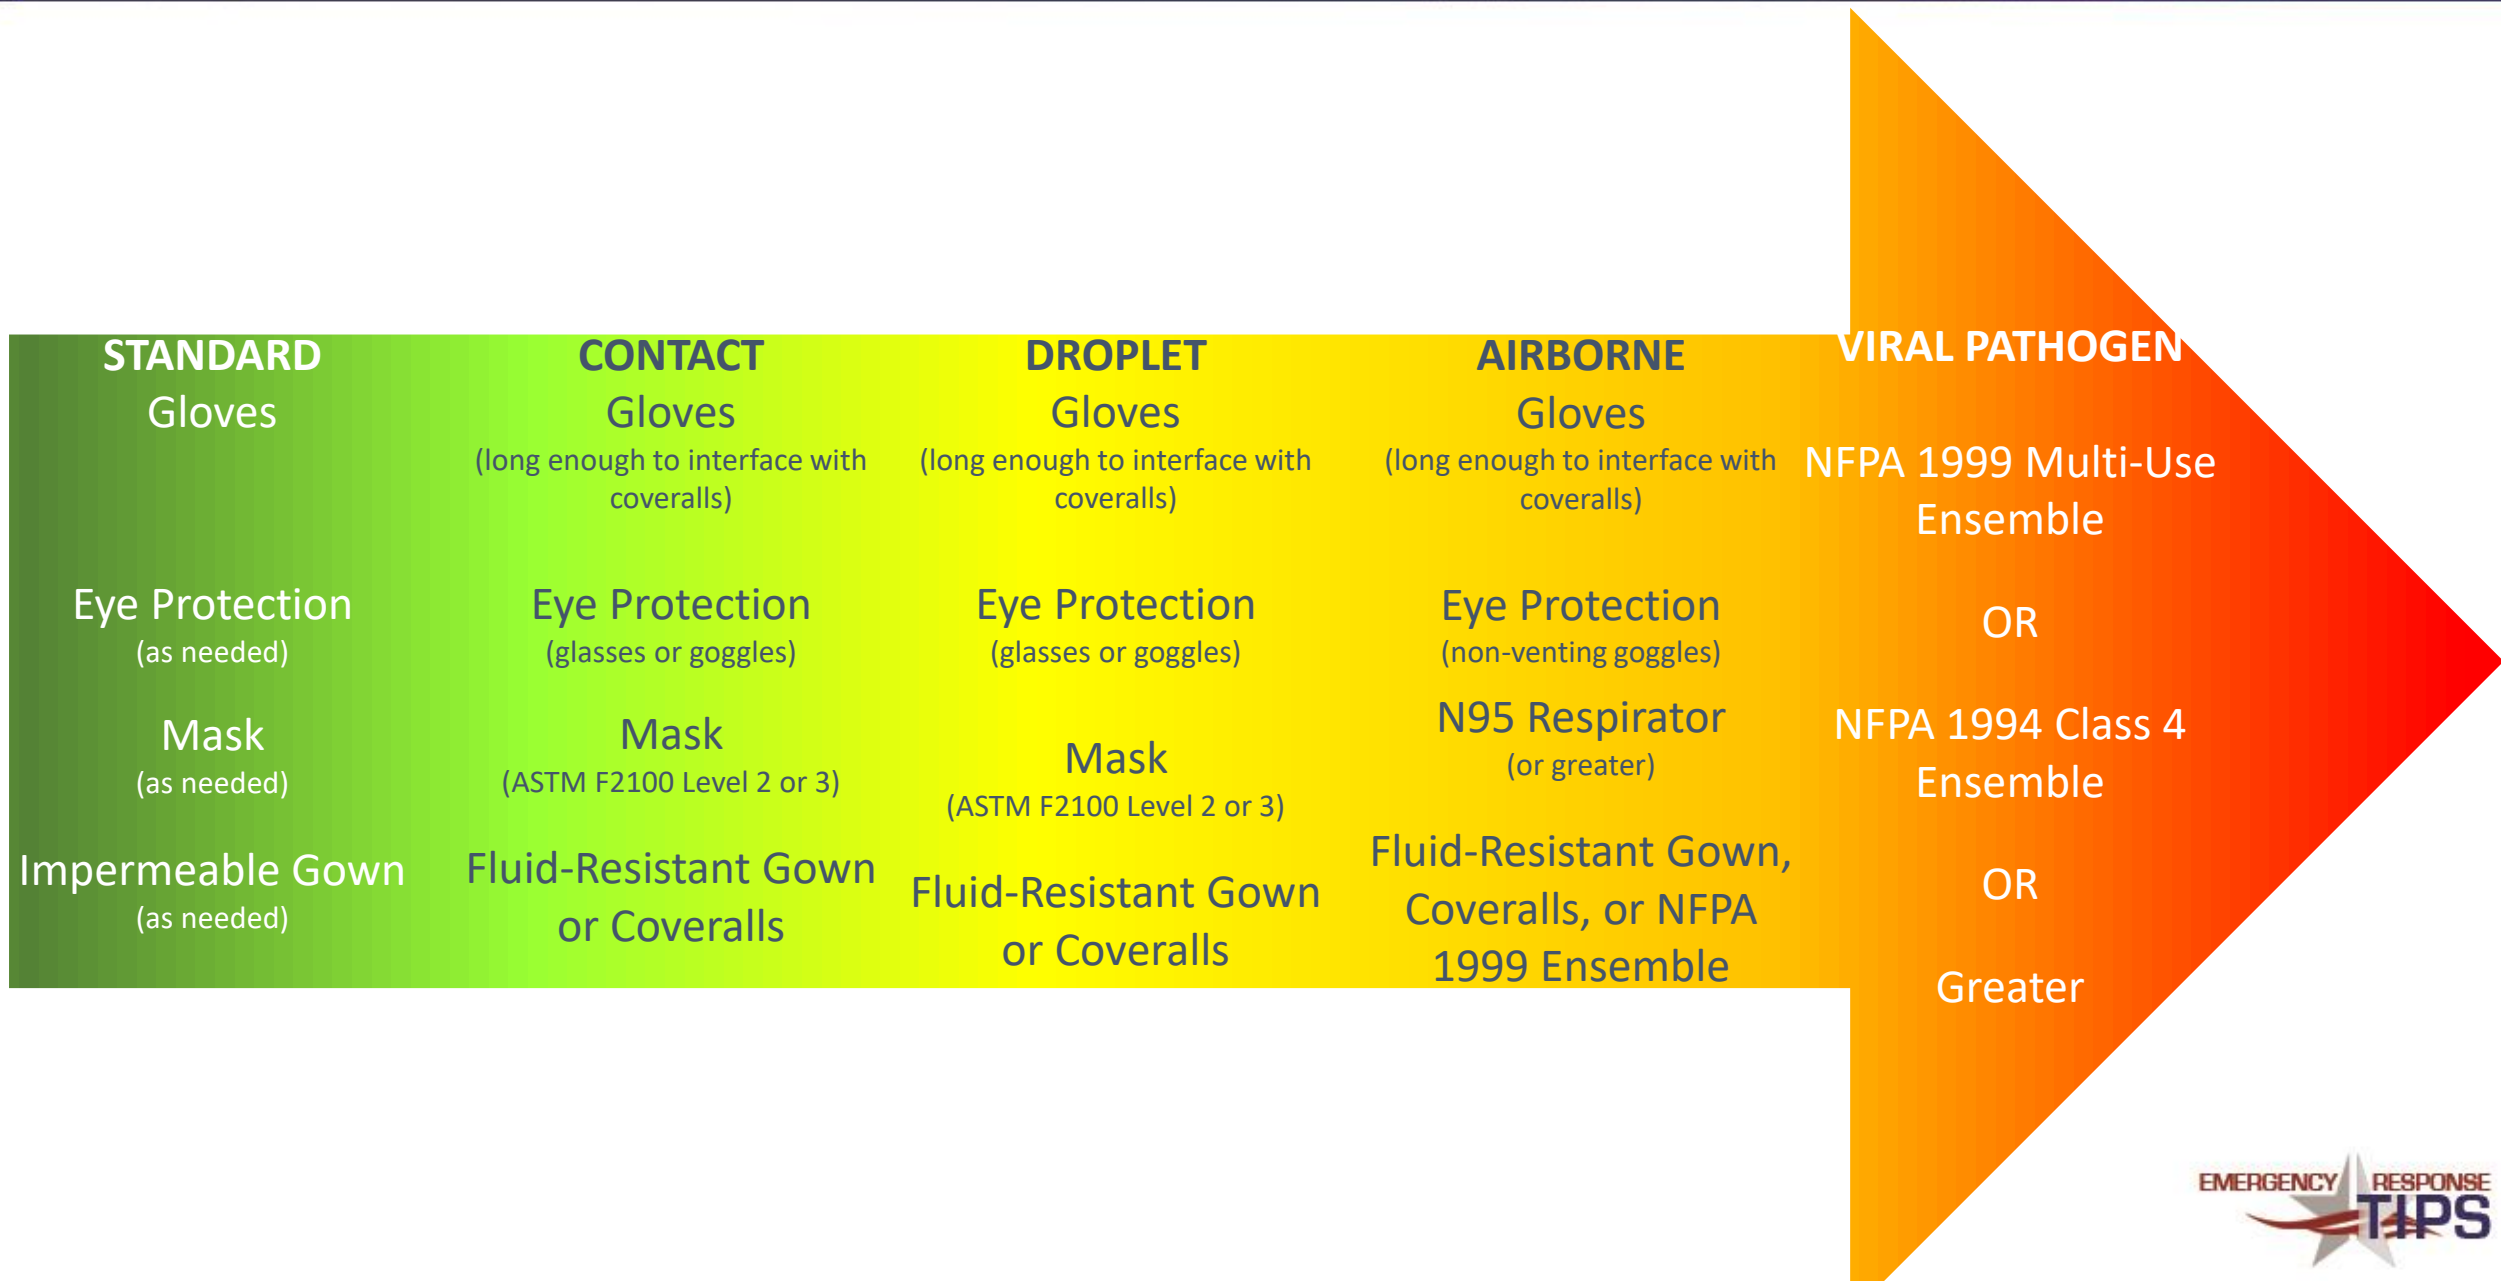 STANDARD
Gloves
Eye Protection
(as needed)
Mask
(as needed)
Impermeable Gown
(as needed)
CONTACT
Gloves
(long enough to interface with
coveralls)
Eye Protection
(glasses or goggles)
Mask
(ASTM F2100 Level 2 or 3)
Fluid-Resistant Gown
or Coveralls
DROPLET
Gloves
(long enough to interface with
coveralls)
Eye Protection
(glasses or goggles)
Mask
(ASTM F2100 Level 2 or 3)
Fluid-Resistant Gown
or Coveralls
AIRBORNE
Gloves
(long enough to interface with
coveralls)
Eye Protection
(non-venting goggles)
N95 Respirator
(or greater)
Fluid-Resistant Gown,
Coveralls, or NFPA
1999 Ensemble
VIRAL PATHOGEN
NFPA 1999 Multi-Use
Ensemble
OR
NFPA 1994 Class 4
Ensemble
OR
Greater
EMERGENCY RESPONSE
TIPS